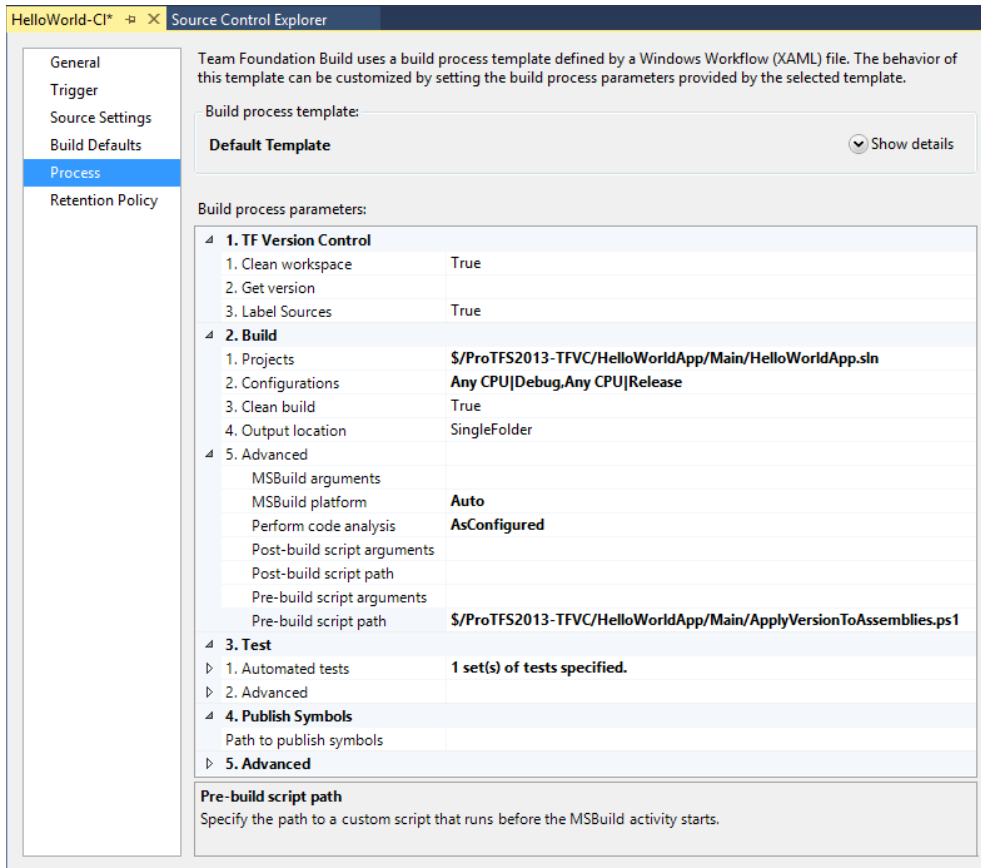 HelloWorld-CI* Source Control Explorer
General
Trigger
Source Settings
Build Defaults
Process
Retention Policy
Team Foundation Build uses a build process template defined by a Windows Workflow (XAML) file. The behavior of
this template can be customized by setting the build process parameters provided by the selected template.
Build process template:
Default Template Show details
Build process parameters:
1. TF Version Control
1. Clean workspace True
2. Get version
3. Label Sources True
2. Build
1. Projects $/ProTFS2013-TFVC/HelloWorldApp/Main/HelloWorldApp.sln
2. Configurations Any CPU|Debug,Any CPU|Release
3. Clean build True
4. Output location SingleFolder
5. Advanced
MSBuild arguments
MSBuild platform Auto
Perform code analysis AsConfigured
Post-build script arguments
Post-build script path
Pre-build script arguments
Pre-build script path $/ProTFS2013-TFVC/HelloWorldApp/Main/ApplyVersionToAssemblies.ps1
3. Test
1. Automated tests 1 set(s) of tests specified.
2. Advanced
4. Publish Symbols
Path to publish symbols
5. Advanced
Pre-build script path
Specify the path to a custom script that runs before the MSBuild activity starts.